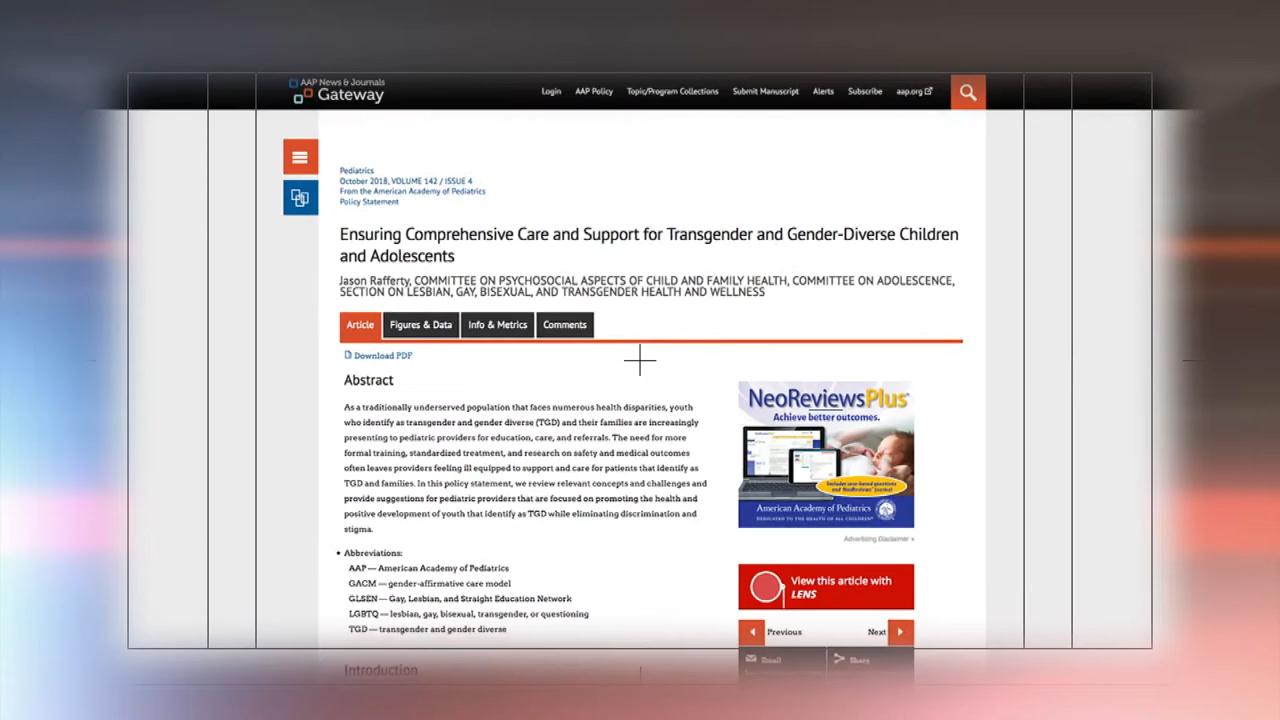 AAP News & Journals
Gateway
Login AAP Policy Topic/Program Collections Submit Manuscript Alerts Subscribe aap.org
Pediatrics
October 2018, VOLUME 142 / ISSUE 4
From the American Academy of Pediatrics
Policy Statement
Ensuring Comprehensive Care and Support for Transgender and Gender-Diverse Children
and Adolescents
Jason Rafferty, COMMITTEE ON PSYCHOSOCIAL ASPECTS OF CHILD AND FAMILY HEALTH, COMMITTEE ON ADOLESCENCE,
SECTION ON LESBIAN, GAY, BISEXUAL, AND TRANSGENDER HEALTH AND WELLNESS
Article Figures & Data Info & Metrics Comments
Download PDF
Abstract
As a traditionally underserved population that faces numerous health disparities, youth
who identify as transgender and gender diverse (TGD) and their families are increasingly
presenting to pediatric providers for education, care, and referrals. The need for more
formal training, standardized treatment, and research on safety and medical outcomes
often leaves providers feeling ill equipped to support and care for patients that identify as
TGD and families. In this policy statement, we review relevant concepts and challenges and
provide suggestions for pediatric providers that are focused on promoting the health and
positive development of youth that identify as TGD while eliminating discrimination and
stigma.
• Abbreviations:
AAP — American Academy of Pediatrics
GACM — gender-affirmative care model
GLSEN — Gay, Lesbian, and Straight Education Network
LGBTQ — lesbian, gay, bisexual, transgender, or questioning
TGD — transgender and gender diverse
Introduction
NeoReviewsPlus
Achieve better outcomes.
American Academy of Pediatrics
DEDICATED TO THE HEALTH OF ALL CHILDREN
Advertising Disclaimer »
View this article with
LENS
Previous Next
Email Share